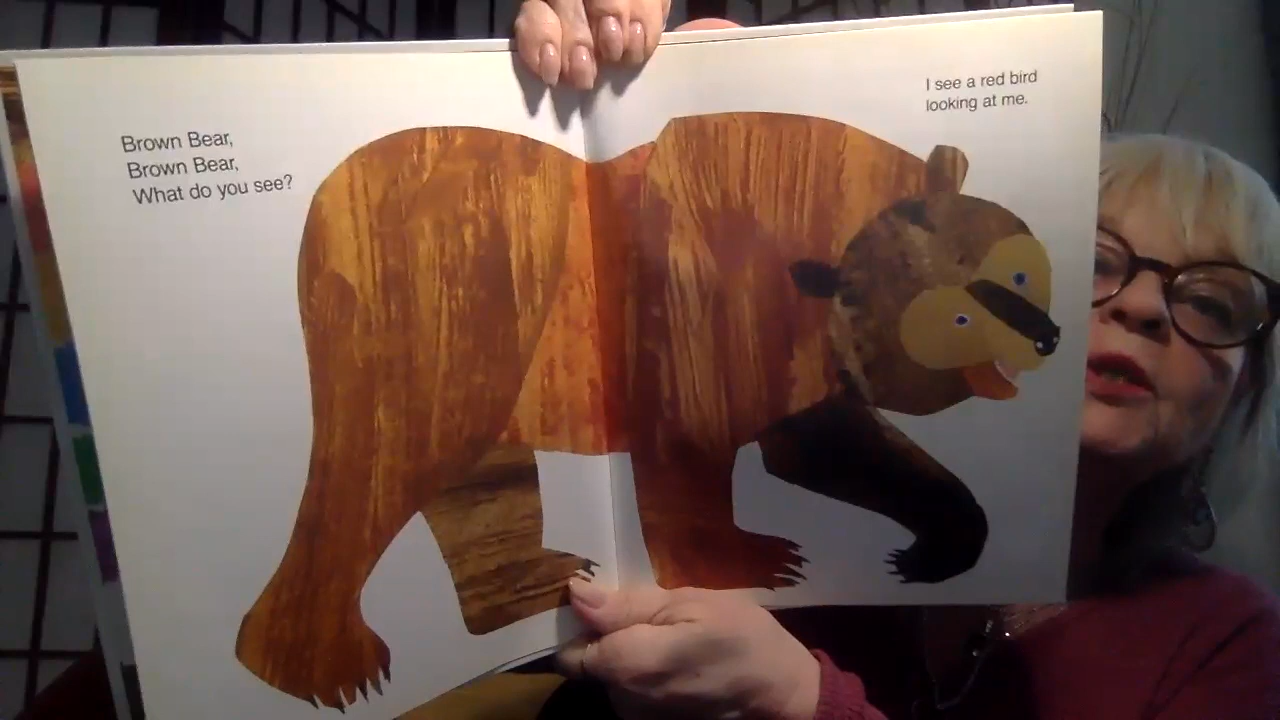 Brown Bear,
Brown Bear,
What do you see?
I see a red bird
looking at me.